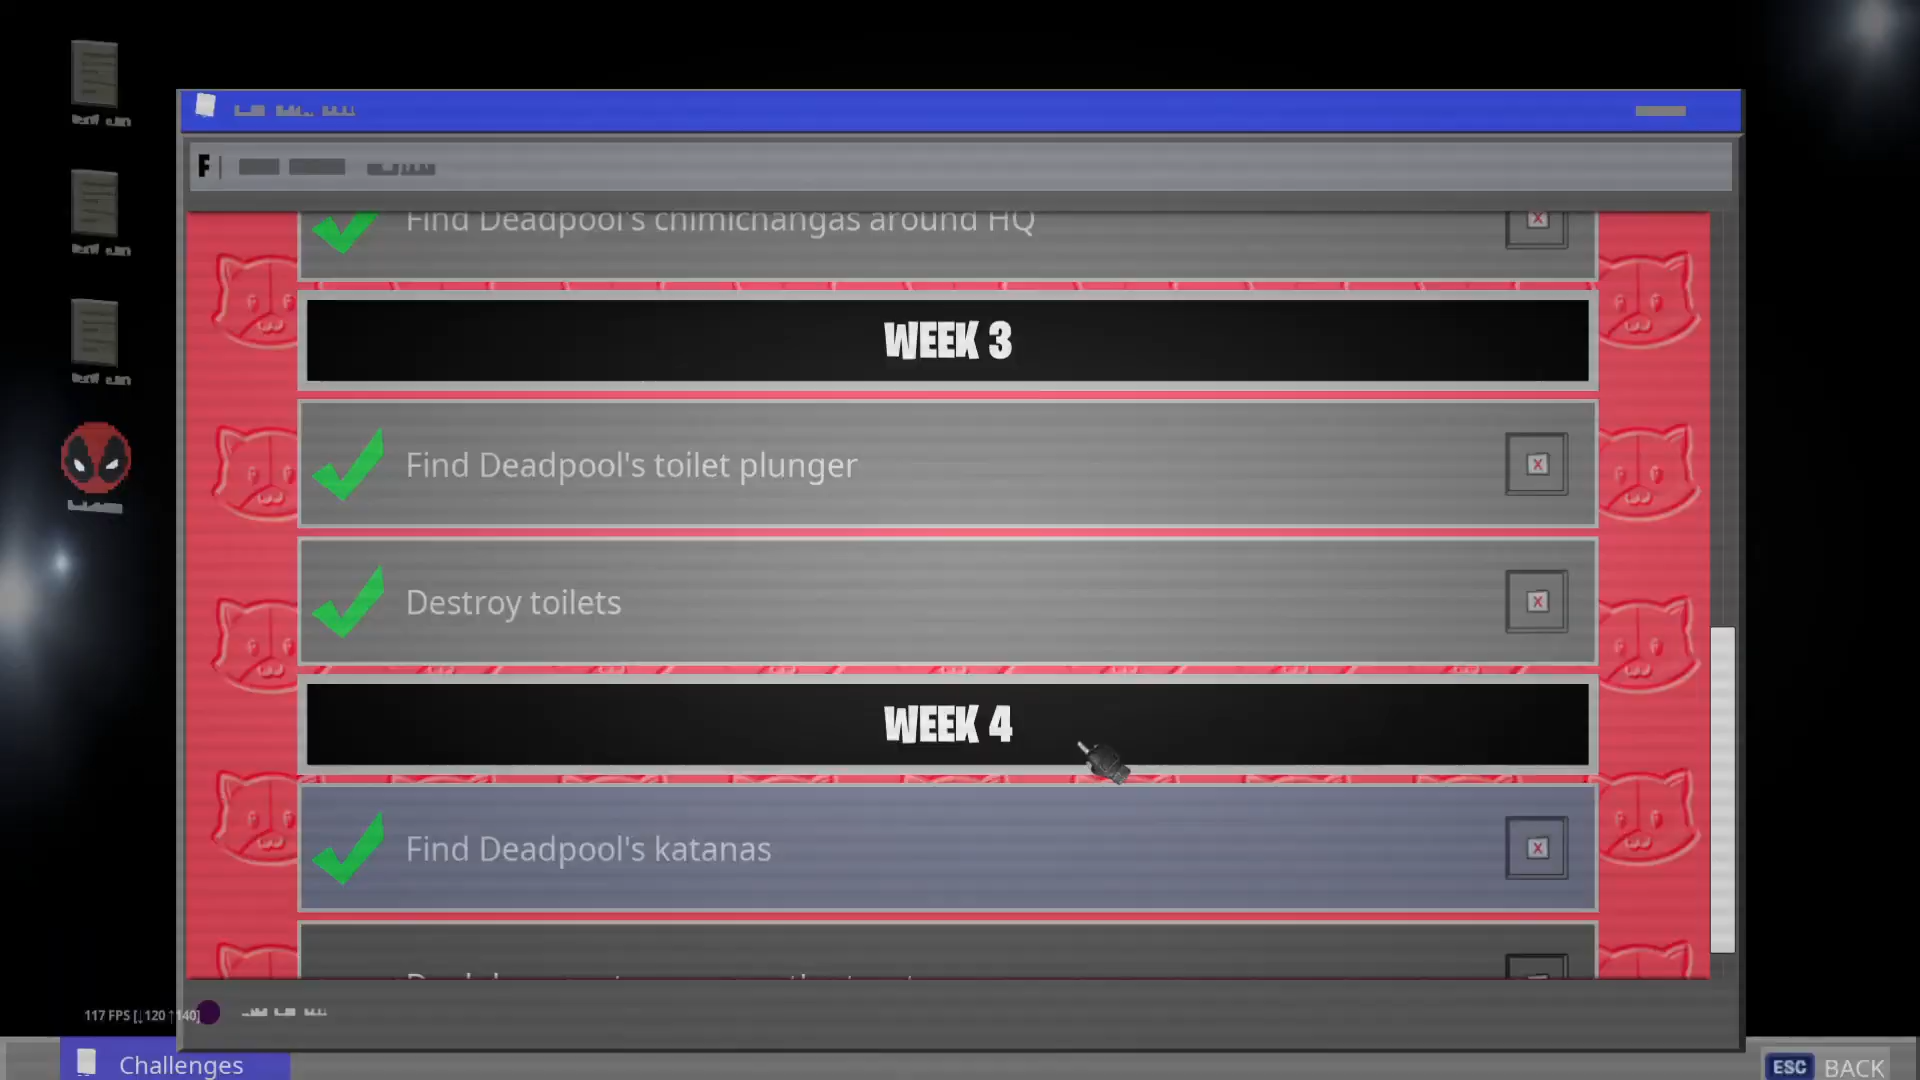 F
Find Deadpool's chimichangas around HQ
WEEK 3
Find Deadpool's toilet plunger
Destroy toilets
WEEK 4
Find Deadpool's katanas
117 FPS [↓120 ↑140]
Challenges
ESC BACK